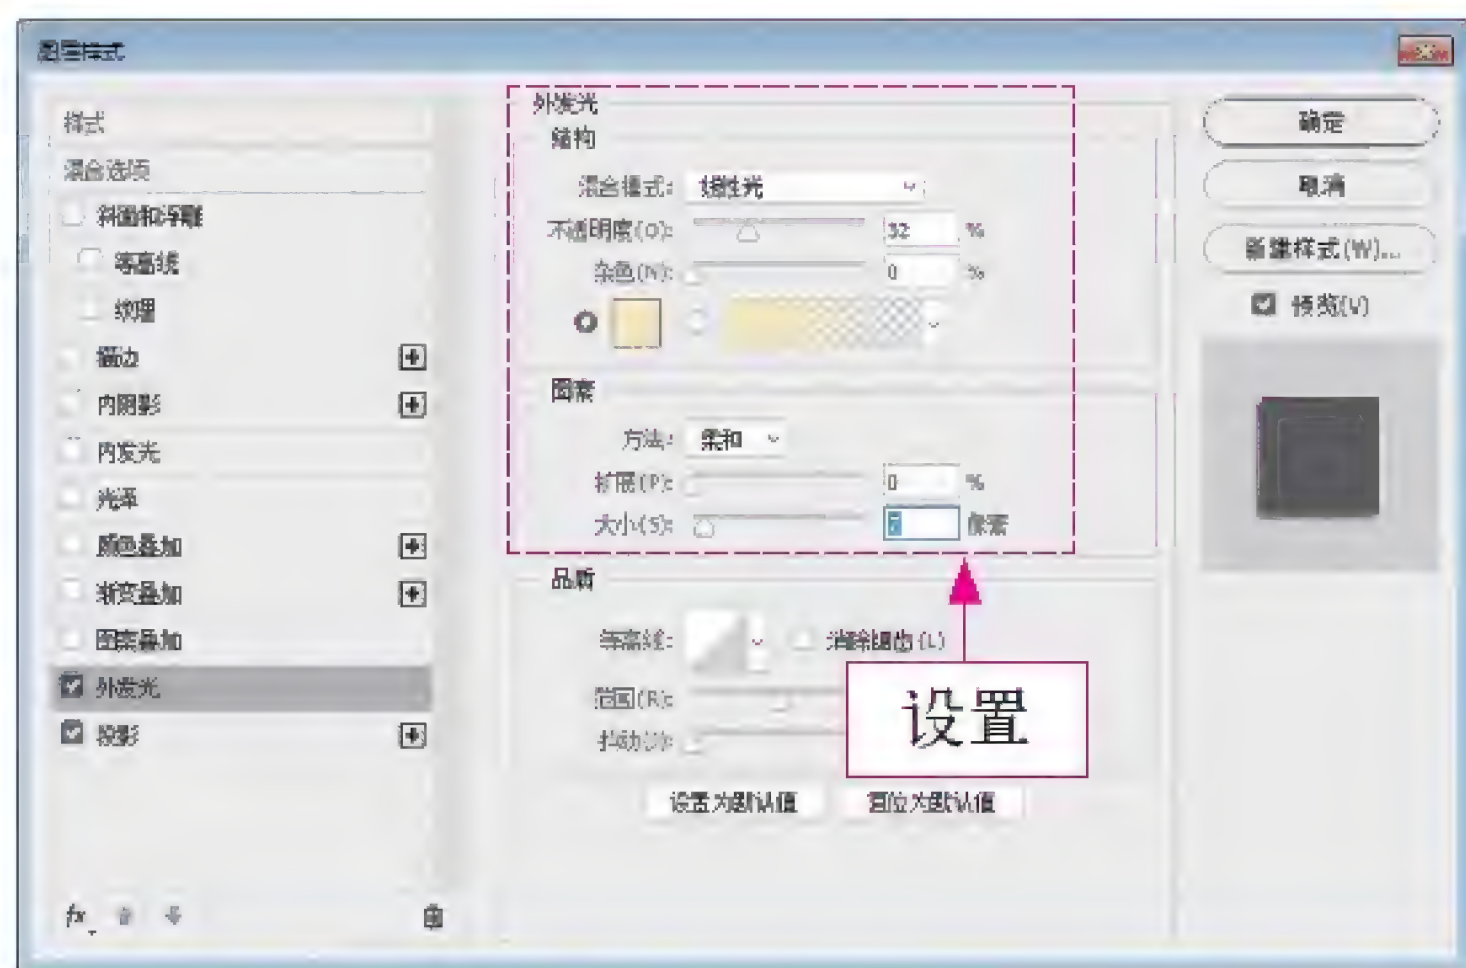 图层样式
样式
混合选项
斜面和浮雕
等高线
纹理
描边
内阴影
内发光
光泽
颜色叠加
渐变叠加
图案叠加
外发光
投影
fx
外发光
结构
混合模式: 线性光
不透明度(O): 32 %
杂色(N): 0 %
图素
方法: 柔和
扩展(P): 0 %
大小(S): 像素
品质
等高线: 消除锯齿(L)
范围(R):
抖动(J):
设置为默认值 复位为默认值
设置
确定
取消
新建样式(W)...
预览(V)